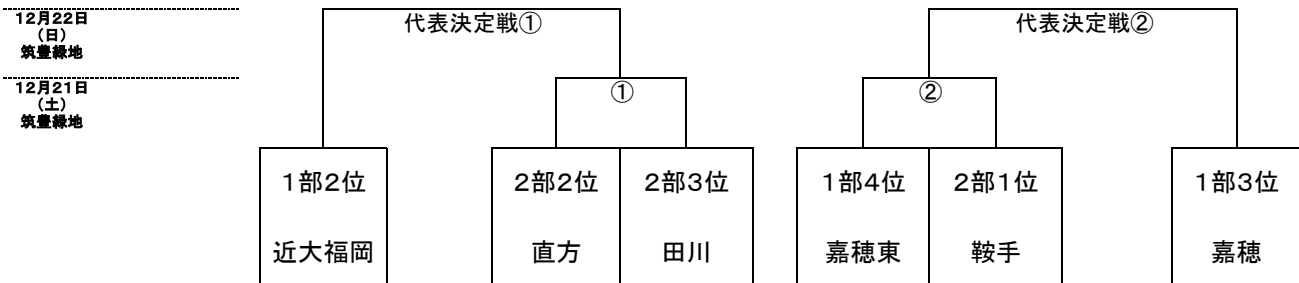 12月22日
(日)
筑豊緑地
代表決定戦①
代表決定戦②
12月21日
(土)
筑豊緑地
①
②
1部2位
2部2位
2部3位
1部4位
2部1位
1部3位
近大福岡
直方
田川
嘉穂東
鞍手
嘉穂